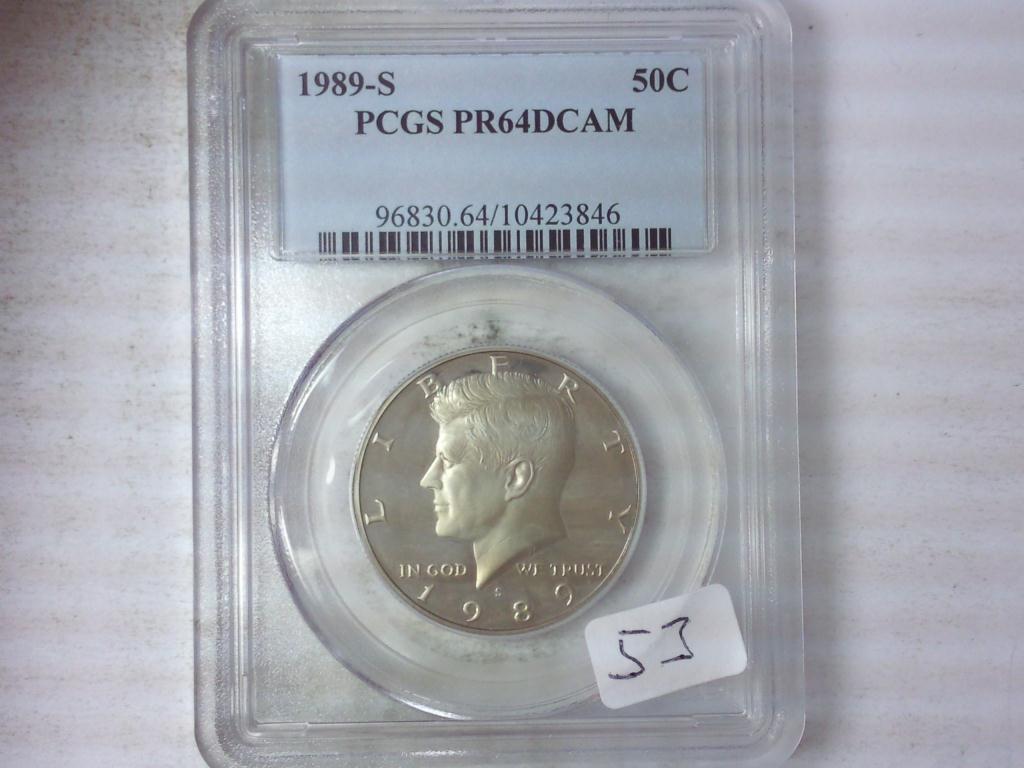 1989-S 50C
PCGS PR64DCAM
96830.64/10423846
LIBERTY
IN GOD WE TRUST
S
1989
53